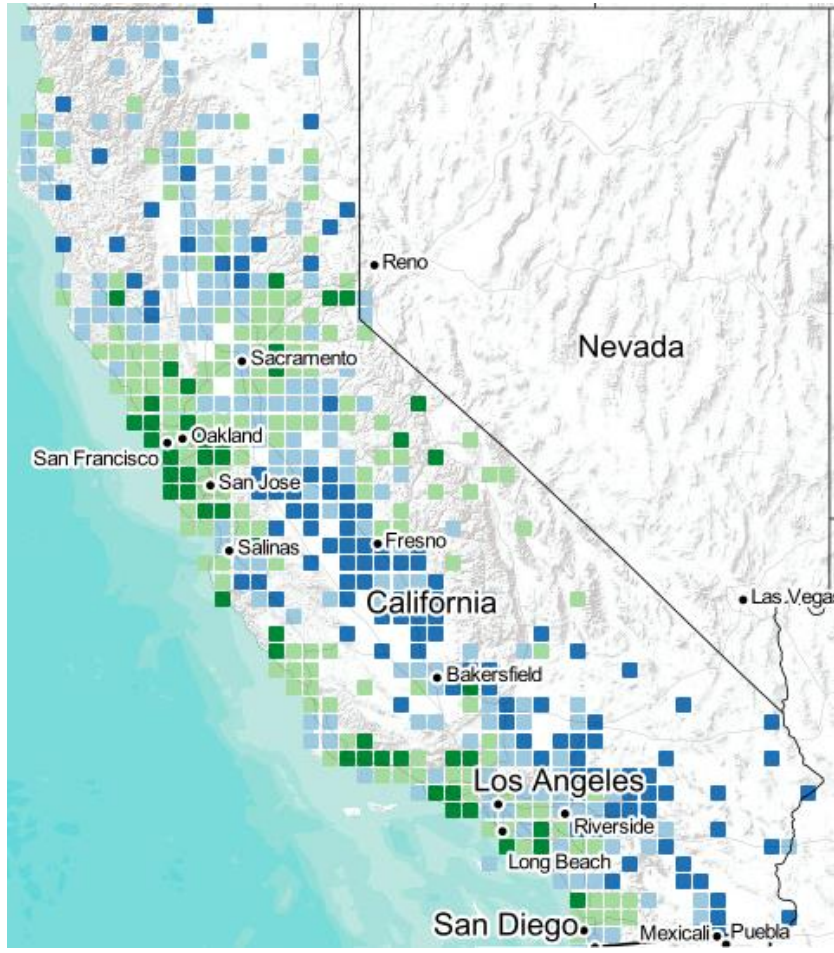 Reno
Nevada
Sacramento
Oakland
San Francisco
San Jose
Salinas
Fresno
California
Las Vegas
Bakersfield
Los Angeles
Riverside
Long Beach
San Diego
Mexicali
Puebla